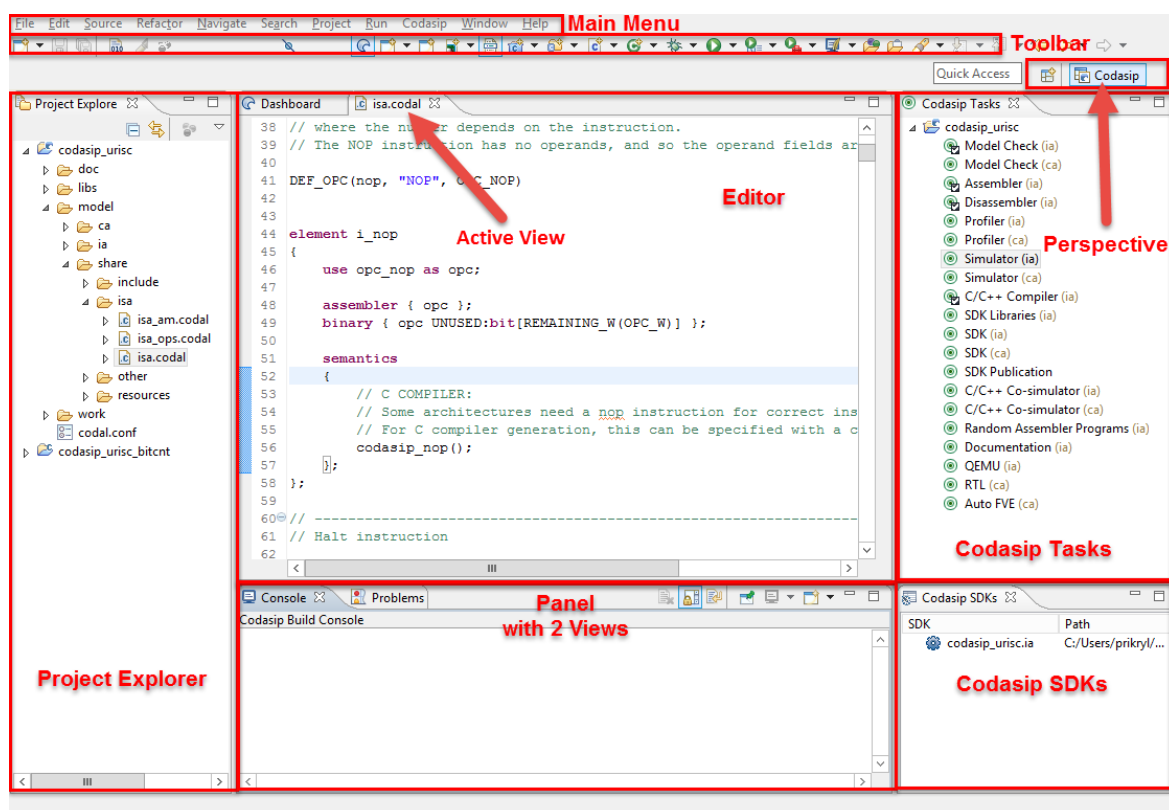 File Edit Source Refactor Navigate Search Project Run Codasip Window Help
Main Menu
Toolbar
Quick Access
Codasip
Project Explore
codasip_urisc
doc
libs
model
ca
ia
share
include
isa
isa_am.codal
isa_ops.codal
isa.codal
other
resources
work
codal.conf
codasip_urisc_bitcnt
Project Explorer
Dashboard
isa.codal
38 // where the number depends on the instruction.
39 // The NOP instruction has no operands, and so the operand fields ar
40
41 DEF_OPC(nop, "NOP", OPC_NOP)
42
43
44 element i_nop
45 {
46 use opc_nop as opc;
47
48 assembler { opc };
49 binary { opc UNUSED:bit[REMAINING_W(OPC_W)] };
50
51 semantics
52 {
53 // C COMPILER:
54 // Some architectures need a nop instruction for correct ins
55 // For C compiler generation, this can be specified with a c
56 codasip_nop();
57 };
58 };
59
60 // ------------------------------------------------------------------
61 // Halt instruction
62
Editor
Active View
Console
Problems
Codasip Build Console
Panel
with 2 Views
Codasip Tasks
codasip_urisc
Model Check (ia)
Model Check (ca)
Assembler (ia)
Disassembler (ia)
Profiler (ia)
Profiler (ca)
Simulator (ia)
Simulator (ca)
C/C++ Compiler (ia)
SDK Libraries (ia)
SDK (ia)
SDK (ca)
SDK Publication
C/C++ Co-simulator (ia)
C/C++ Co-simulator (ca)
Random Assembler Programs (ia)
Documentation (ia)
QEMU (ia)
RTL (ca)
Auto FVE (ca)
Perspective
Codasip Tasks
Codasip SDKs
SDK Path
codasip_urisc.ia C:/Users/prikryl/...
Codasip SDKs